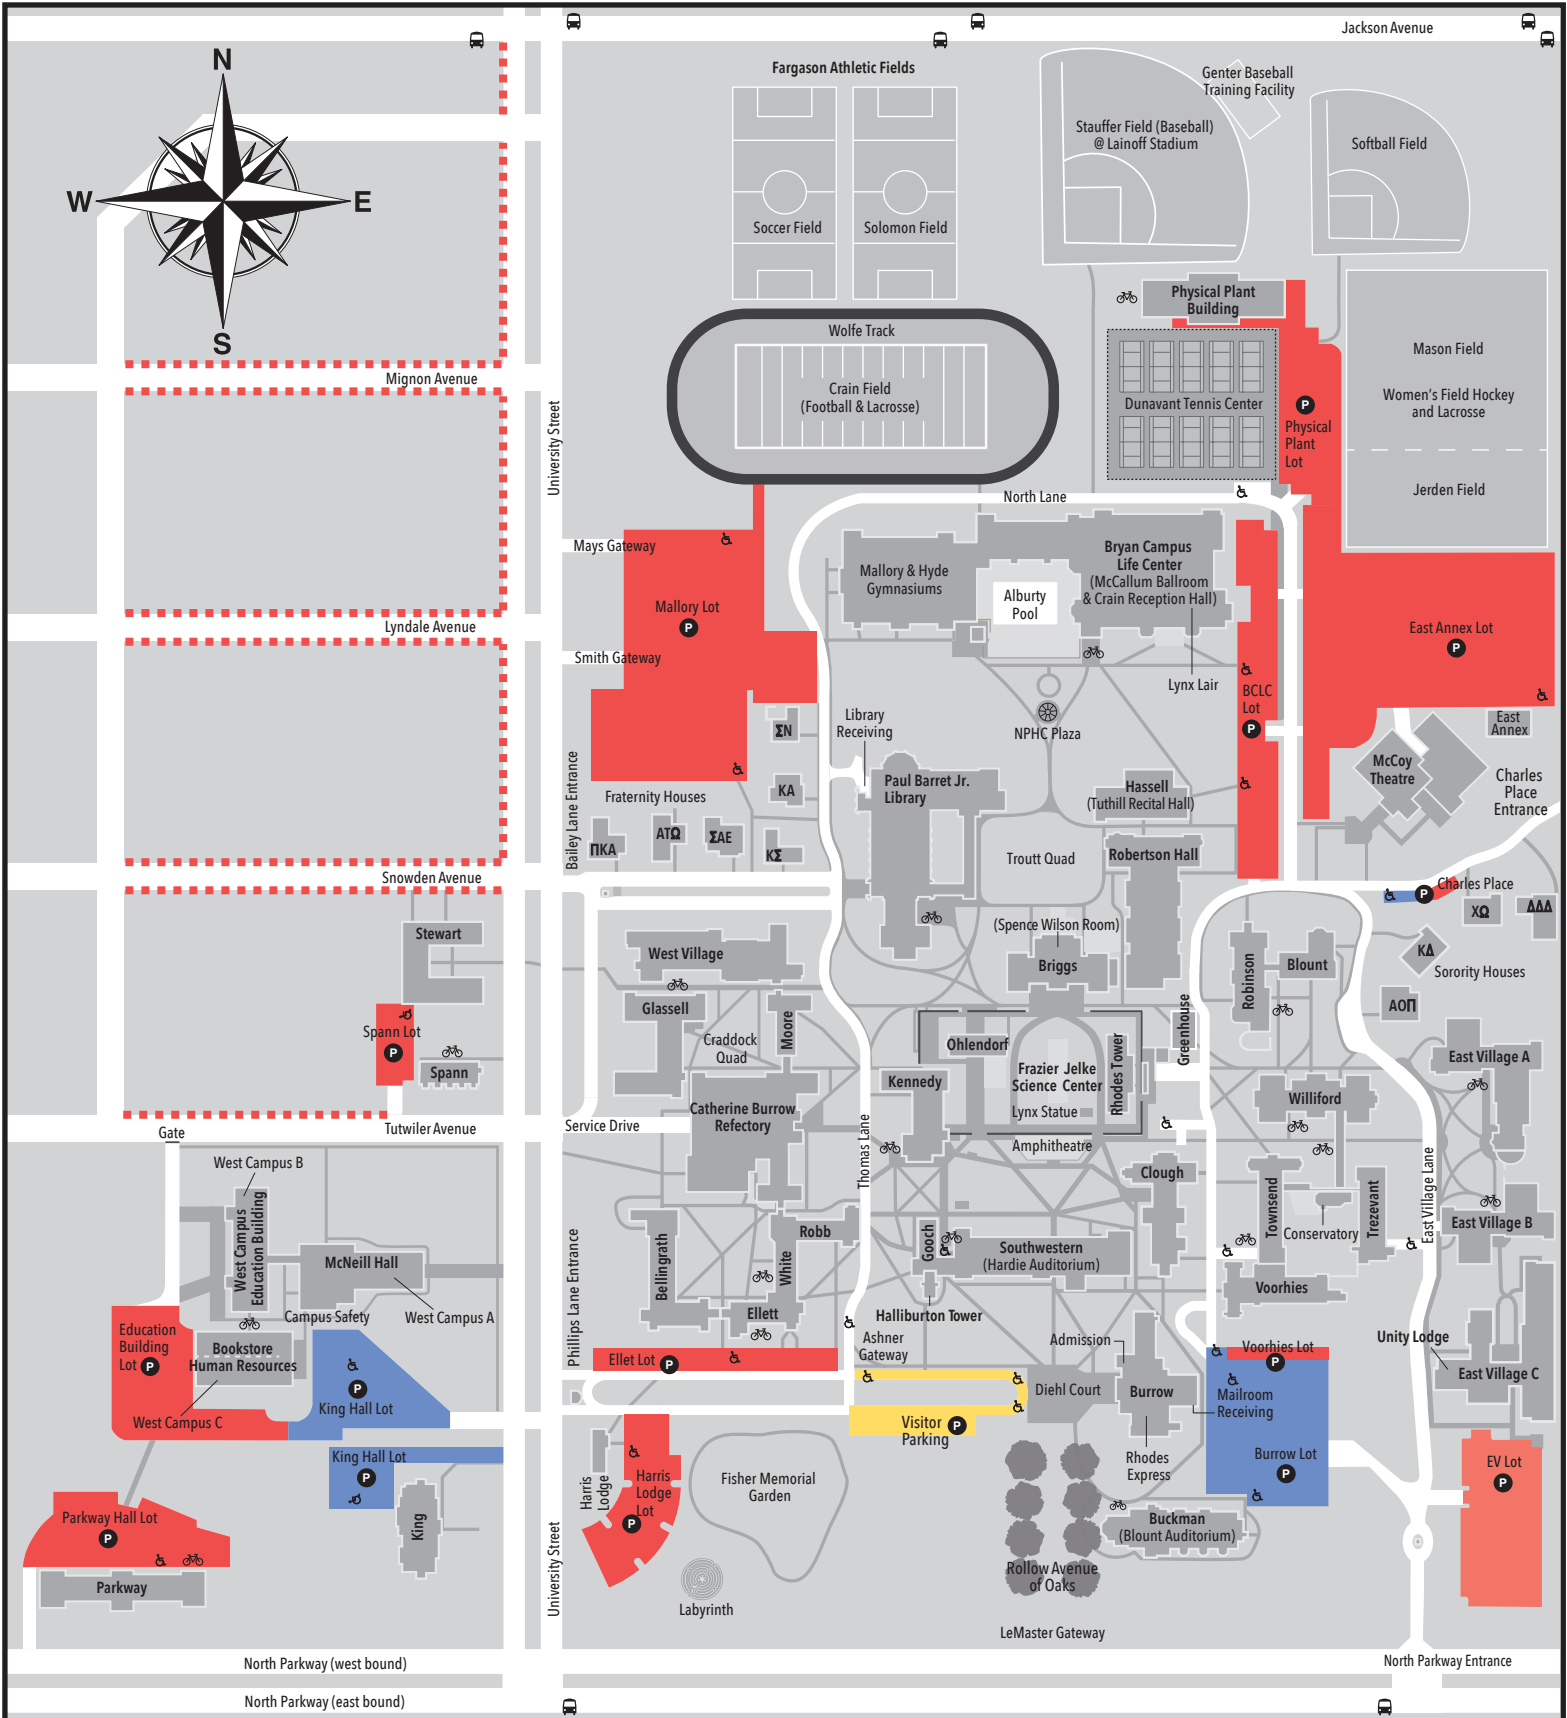 Jackson Avenue
N
W
E
S
Fargason Athletic Fields
Genter Baseball
Training Facility
Stauffer Field (Baseball)
@ Lainoff Stadium
Softball Field
Soccer Field
Solomon Field
Physical Plant
Building
Wolfe Track
Crain Field
(Football & Lacrosse)
Dunavant Tennis Center
P
Physical
Plant
Lot
Mason Field
Women's Field Hockey
and Lacrosse
Jerden Field
Mignon Avenue
University Street
North Lane
Mays Gateway
Mallory Lot
P
Smith Gateway
Lyndale Avenue
Mallory & Hyde
Gymnasiums
Alburty
Pool
Bryan Campus
Life Center
(McCallum Ballroom
& Crain Reception Hall)
Lynx Lair
East Annex Lot
P
BCLC
Lot
P
East
Annex
McCoy
Theatre
Charles
Place
Entrance
NPHC Plaza
Library
Receiving
ΣN
KA
Fraternity Houses
ΠKA
ATΩ
ΣAE
KΣ
Bailey Lane Entrance
Paul Barret Jr.
Library
Hassell
(Tuthill Recital Hall)
Troutt Quad
Robertson Hall
Snowden Avenue
Charles Place
P
XΩ
ΔΔΔ
KΔ
Sorority Houses
AOΠ
Stewart
West Village
(Spence Wilson Room)
Briggs
Robinson
Blount
Glassell
Moore
Craddock
Quad
Spann Lot
P
Spann
Ohlendorf
Kennedy
Frazier Jelke
Science Center
Rhodes Tower
Greenhouse
Lynx Statue
Amphitheatre
East Village A
Williford
Catherine Burrow
Refectory
Service Drive
Tutwiler Avenue
Gate
Thomas Lane
Clough
Townsend
Conservatory
Trezevant
East Village Lane
East Village B
West Campus B
West Campus
Education Building
McNeill Hall
West Campus A
Campus Safety
Bellingrath
Robb
White
Ellett
Gooch
Southwestern
(Hardie Auditorium)
Halliburton Tower
Voorhies
Phillips Lane Entrance
Education
Building
Lot
P
Bookstore
Human Resources
West Campus C
P
King Hall Lot
Ellet Lot
P
Ashner
Gateway
Admission
Burrow
Diehl Court
Voorhies Lot
P
Mailroom
Receiving
Unity Lodge
East Village C
Visitor
Parking
P
Rhodes
Express
Burrow Lot
P
EV Lot
P
King Hall Lot
P
King
Parkway Hall Lot
P
Parkway
Harris
Lodge
Harris
Lodge
Lot
P
Fisher Memorial
Garden
Labyrinth
University Street
Buckman
(Blount Auditorium)
Rollow Avenue
of Oaks
LeMaster Gateway
North Parkway (west bound)
North Parkway Entrance
North Parkway (east bound)